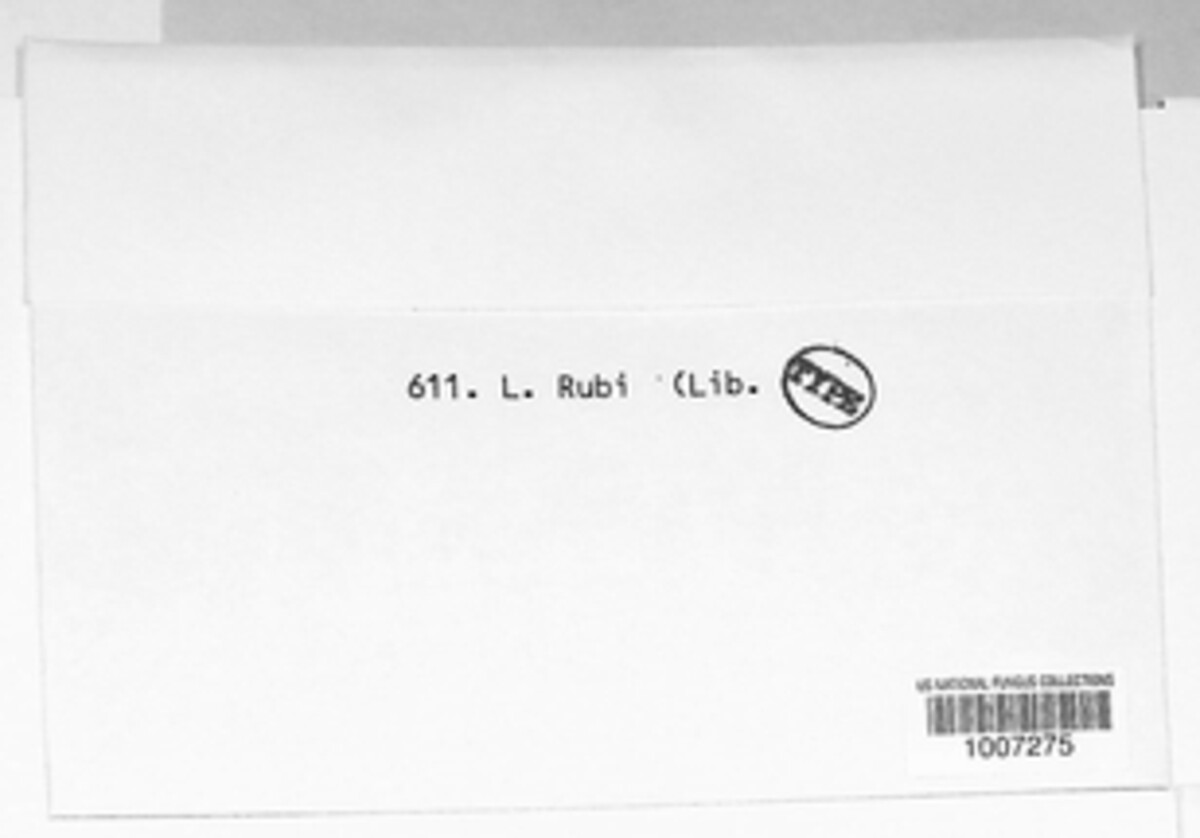 611. L. Rubi (Lib. TYPE
US NATIONAL FUNGUS COLLECTIONS
1007275